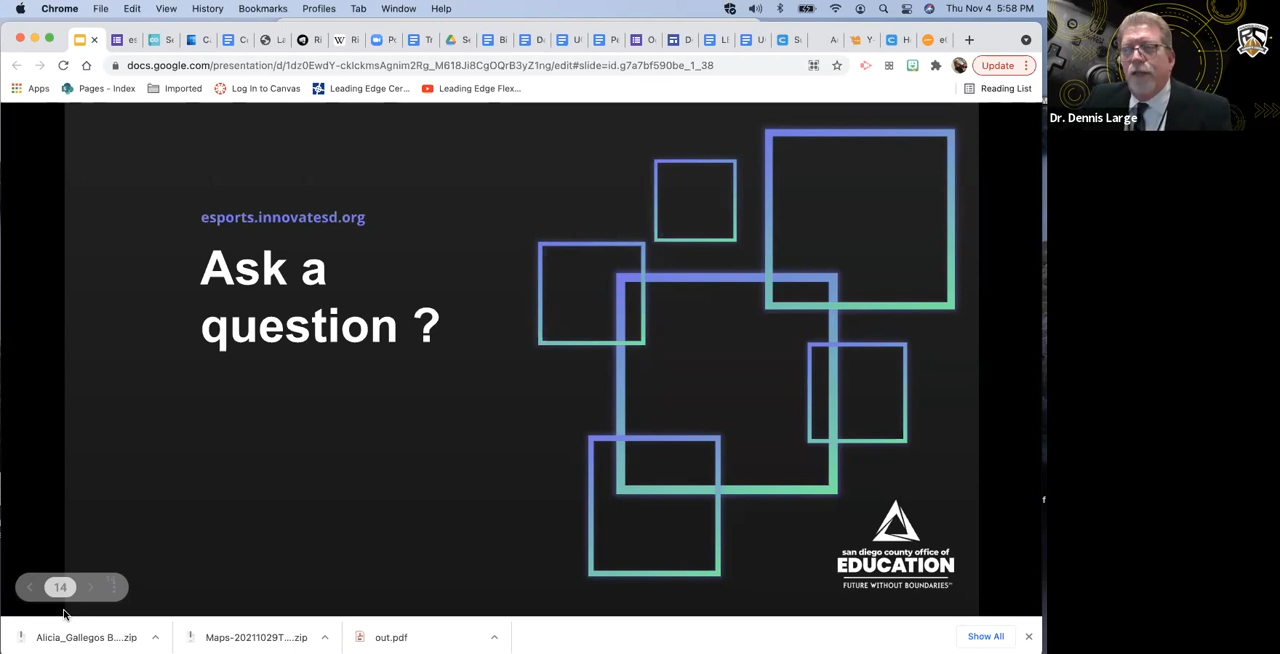 Chrome File Edit View History Bookmarks Profiles Tab Window Help Thu Nov 4 5:58 PM
docs.google.com/presentation/d/1dz0EwdY-cklckmsAgnim2Rg_M018Ji8CgOQrB3yZ1ng/edit#slide=id.g7a7bf590be_1_38 Update
Apps Pages - Index Imported Log In to Canvas Leading Edge Cer... Leading Edge Flex... Reading List
Dr. Dennis Large
esports.innovatesd.org
Ask a
question ?
san diego county office of
EDUCATION
FUTURE WITHOUT BOUNDARIES
14
Alicia_Gallegos B....zip Maps-20211029T....zip out.pdf Show All